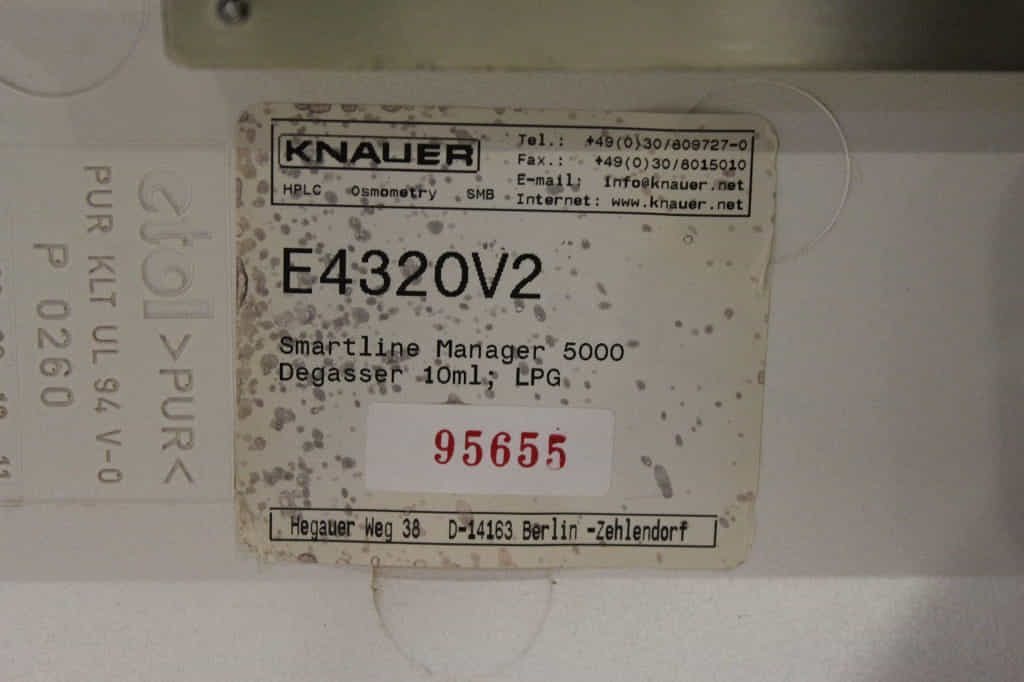 KNAUER
HPLC Osmometry SMB
Tel.: +49(0)30/809727-0
Fax.: +49(0)30/8015010
E-mail: info@knauer.net
Internet: www.knauer.net
E4320V2
Smartline Manager 5000
Degasser 10ml; LPG
95655
Hegauer Weg 38 D-14163 Berlin -Zehlendorf
>PUR<
PUR KLT UL 94 V-0
P 0260